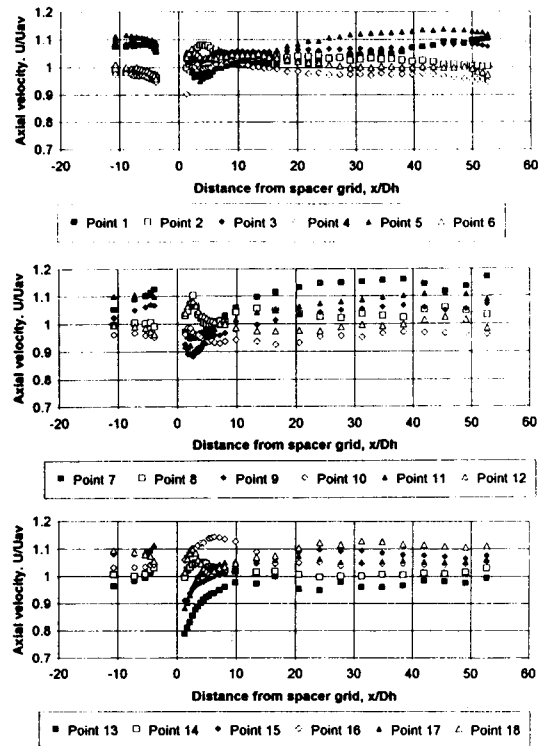 Axial velocity. U/Uav
1.2
1.1
1
0.9
0.8
0.7
-20 -10 0 10 20 30 40 50 60
Distance from spacer grid, x/Dh
Point 1 Point 2 Point 3 Point 4 Point 5 Point 6
Axial velocity. U/Uav
1.2
1.1
1
0.9
0.8
0.7
-20 -10 0 10 20 30 40 50 60
Distance from spacer grid, x/Dh
Point 7 Point 8 Point 9 Point 10 Point 11 Point 12
Axial velocity. U/Uav
1.2
1.1
1
0.9
0.8
0.7
-20 -10 0 10 20 30 40 50 60
Distance from spacer grid, x/Dh
Point 13 Point 14 Point 15 Point 16 Point 17 Point 18